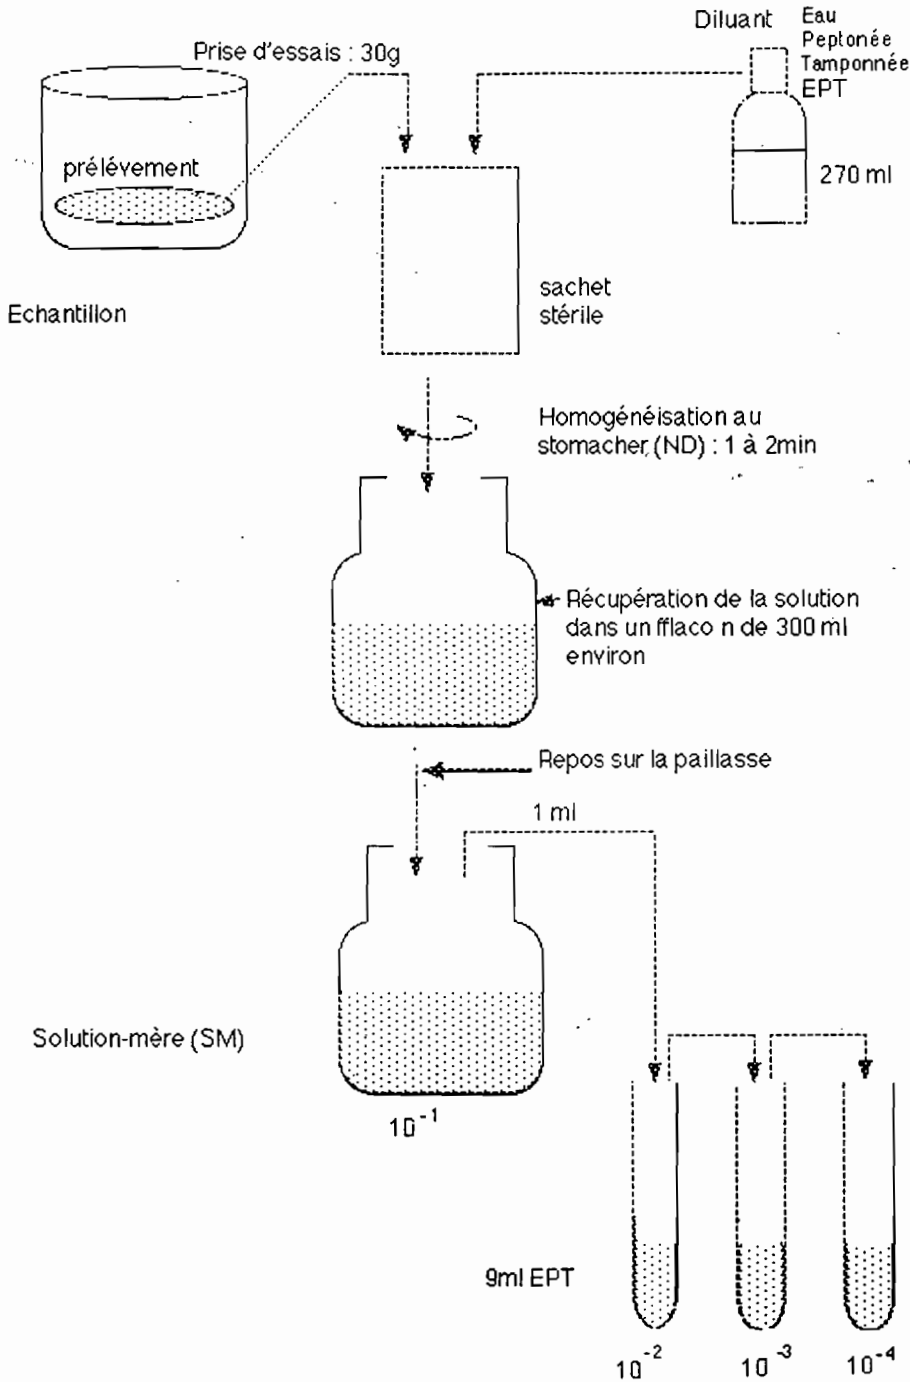 Diluant
Eau
Peptonée
Tamponnée
EPT
Prise d'essais : 30g
prélévement
270 ml
sachet
stérile
Echantillon
Homogénéisation au
stomacher (ND) : 1 à 2min
Récupération de la solution
dans un fflaco n de 300 ml
environ
Repos sur la paillasse
1 ml
Solution-mère (SM)
10⁻¹
9ml EPT
10⁻² 10⁻³ 10⁻⁴